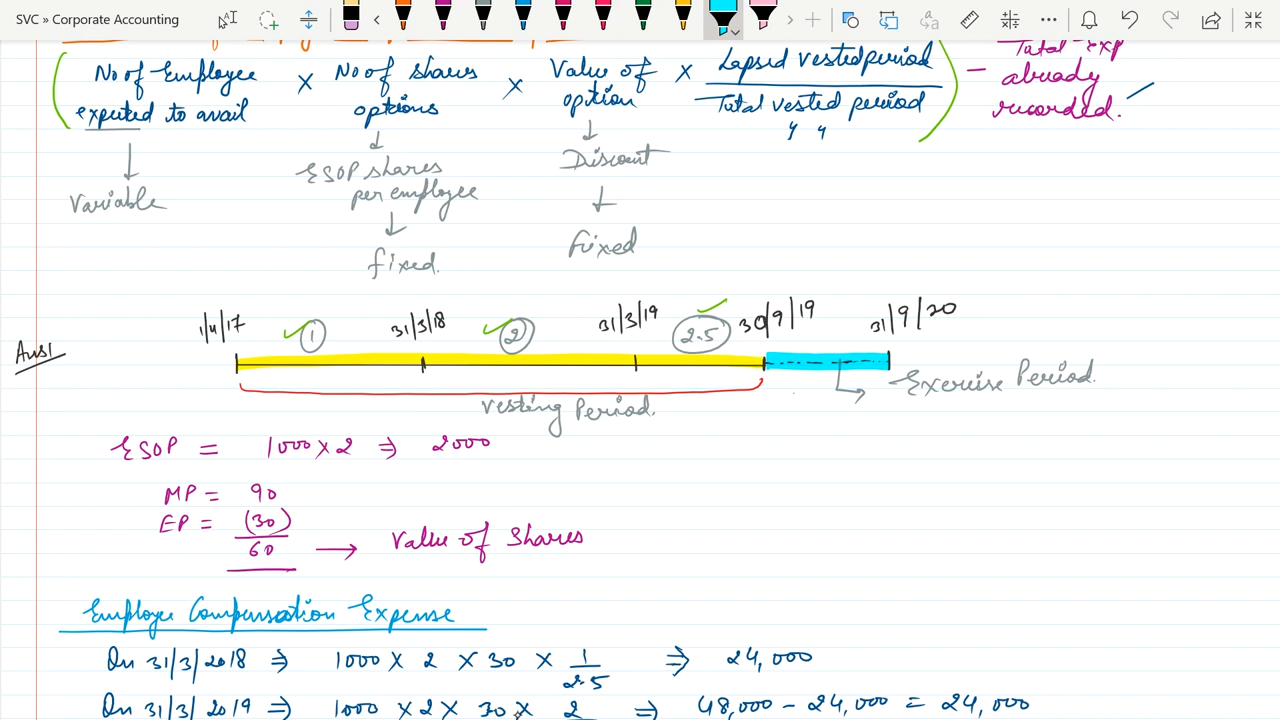 SVC » Corporate Accounting
( No of Employee expected to avail × No of shares options × Value of option × Lapsed vested period / Total vested period ) − Total Exp already recorded.
Variable
ESOP shares per employee
fixed.
Discount
Fixed
Ans1
1/4/17 31/3/18 31/3/19 30/9/19 31/9/20
1 2 2.5
Vesting Period.
Exercise Period.
ESOP = 1000 × 2 ⇒ 2000
MP = 90
EP = (30)
60 → Value of Shares
Employee Compensation Expense
On 31/3/2018 ⇒ 1000 × 2 × 30 × 1/2.5 ⇒ 24,000
On 31/3/2019 ⇒ 1000 × 2 × 30 × 2 ⇒ 48,000 − 24,000 = 24,000